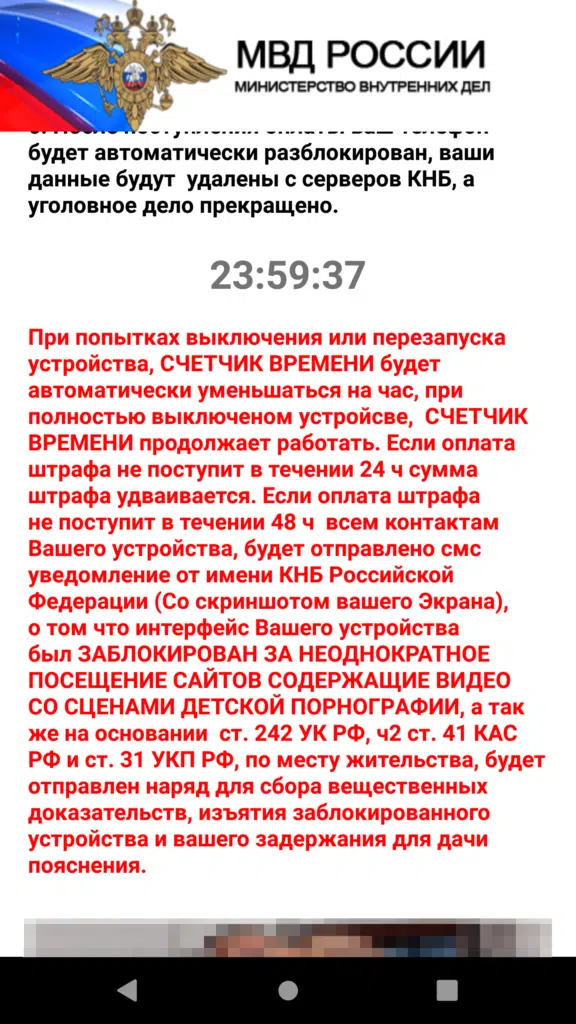 МВД РОССИИ
МИНИСТЕРСТВО ВНУТРЕННИХ ДЕЛ
будет автоматически разблокирован, ваши
данные будут удалены с серверов КНБ, а
уголовное дело прекращено.
23:59:37
При попытках выключения или перезапуска
устройства, СЧЕТЧИК ВРЕМЕНИ будет
автоматически уменьшаться на час, при
полностью выключеном устройсве, СЧЕТЧИК
ВРЕМЕНИ продолжает работать. Если оплата
штрафа не поступит в течении 24 ч сумма
штрафа удваивается. Если оплата штрафа
не поступит в течении 48 ч всем контактам
Вашего устройства, будет отправлено смс
уведомление от имени КНБ Российской
Федерации (Со скриншотом вашего Экрана),
о том что интерфейс Вашего устройства
был ЗАБЛОКИРОВАН ЗА НЕОДНОКРАТНОЕ
ПОСЕЩЕНИЕ САЙТОВ СОДЕРЖАЩИЕ ВИДЕО
СО СЦЕНАМИ ДЕТСКОЙ ПОРНОГРАФИИ, а так
же на основании ст. 242 УК РФ, ч2 ст. 41 КАС
РФ и ст. 31 УКП РФ, по месту жительства, будет
отправлен наряд для сбора вещественных
доказательств, изъятия заблокированного
устройства и вашего задержания для дачи
пояснения.